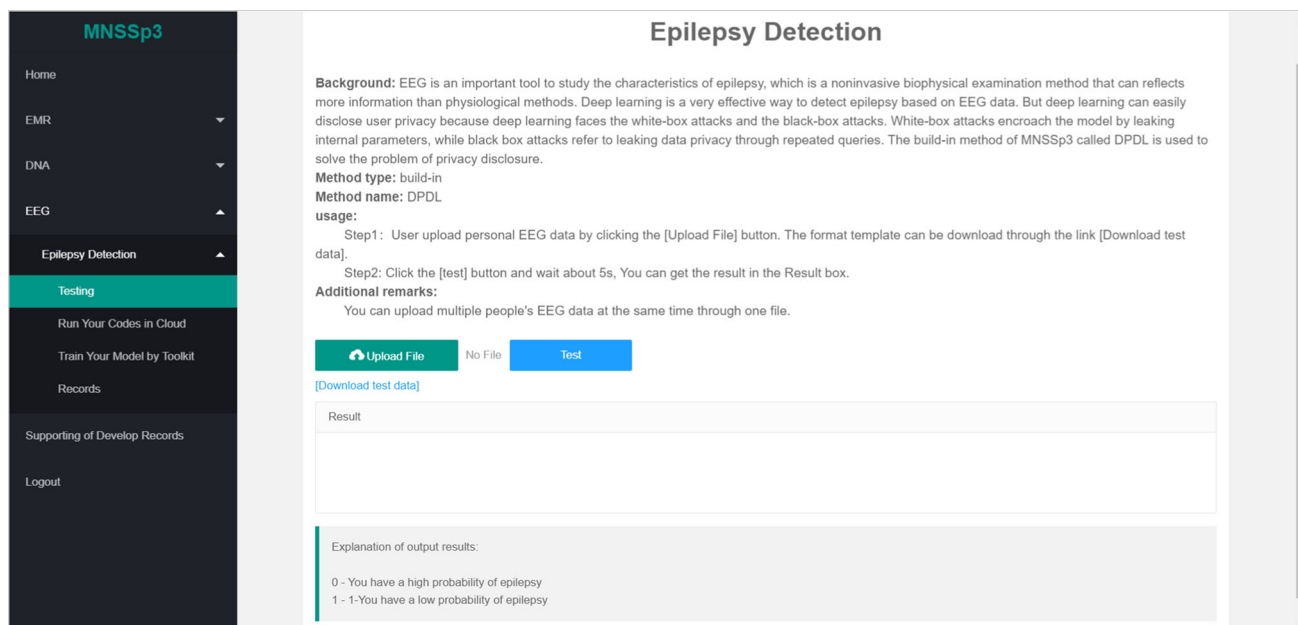 MNSSp3
Home
EMR
DNA
EEG
Epilepsy Detection
Testing
Run Your Codes in Cloud
Train Your Model by Toolkit
Records
Supporting of Develop Records
Logout
Epilepsy Detection
Background: EEG is an important tool to study the characteristics of epilepsy, which is a noninvasive biophysical examination method that can reflects
more information than physiological methods. Deep learning is a very effective way to detect epilepsy based on EEG data. But deep learning can easily
disclose user privacy because deep learning faces the white-box attacks and the black-box attacks. White-box attacks encroach the model by leaking
internal parameters, while black box attacks refer to leaking data privacy through repeated queries. The build-in method of MNSSp3 called DPDL is used to
solve the problem of privacy disclosure.
Method type: build-in
Method name: DPDL
usage:
Step1: User upload personal EEG data by clicking the [Upload File] button. The format template can be download through the link [Download test
data].
Step2: Click the [test] button and wait about 5s, You can get the result in the Result box.
Additional remarks:
You can upload multiple people's EEG data at the same time through one file.
Upload File No File Test
[Download test data]
Result
Explanation of output results:
0 - You have a high probability of epilepsy
1 - 1-You have a low probability of epilepsy